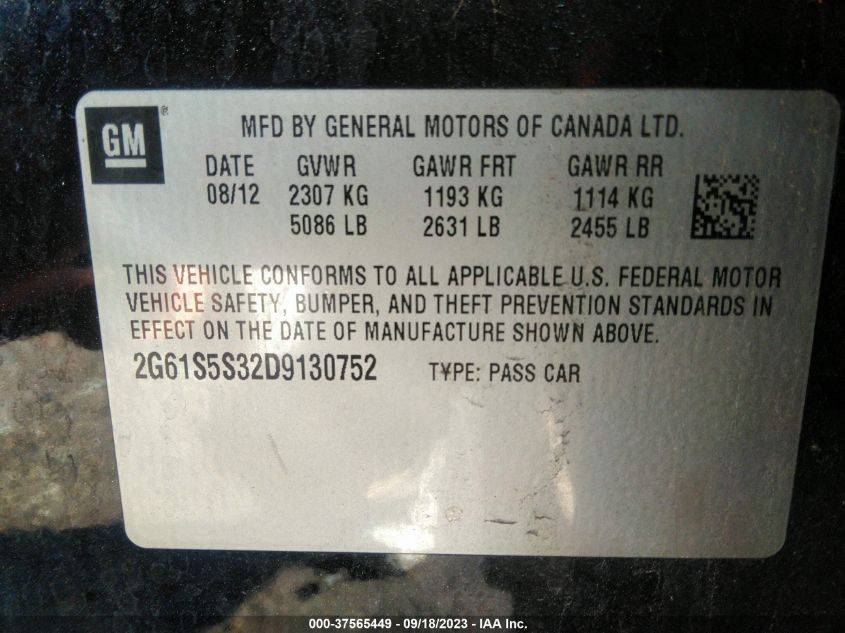 GM ®
MFD BY GENERAL MOTORS OF CANADA LTD.
DATE GVWR GAWR FRT GAWR RR
08/12 2307 KG 1193 KG 1114 KG
5086 LB 2631 LB 2455 LB
THIS VEHICLE CONFORMS TO ALL APPLICABLE U.S. FEDERAL MOTOR
VEHICLE SAFETY, BUMPER, AND THEFT PREVENTION STANDARDS IN
EFFECT ON THE DATE OF MANUFACTURE SHOWN ABOVE.
2G61S5S32D9130752 TYPE: PASS CAR
000-37565449 - 09/18/2023 - IAA Inc.